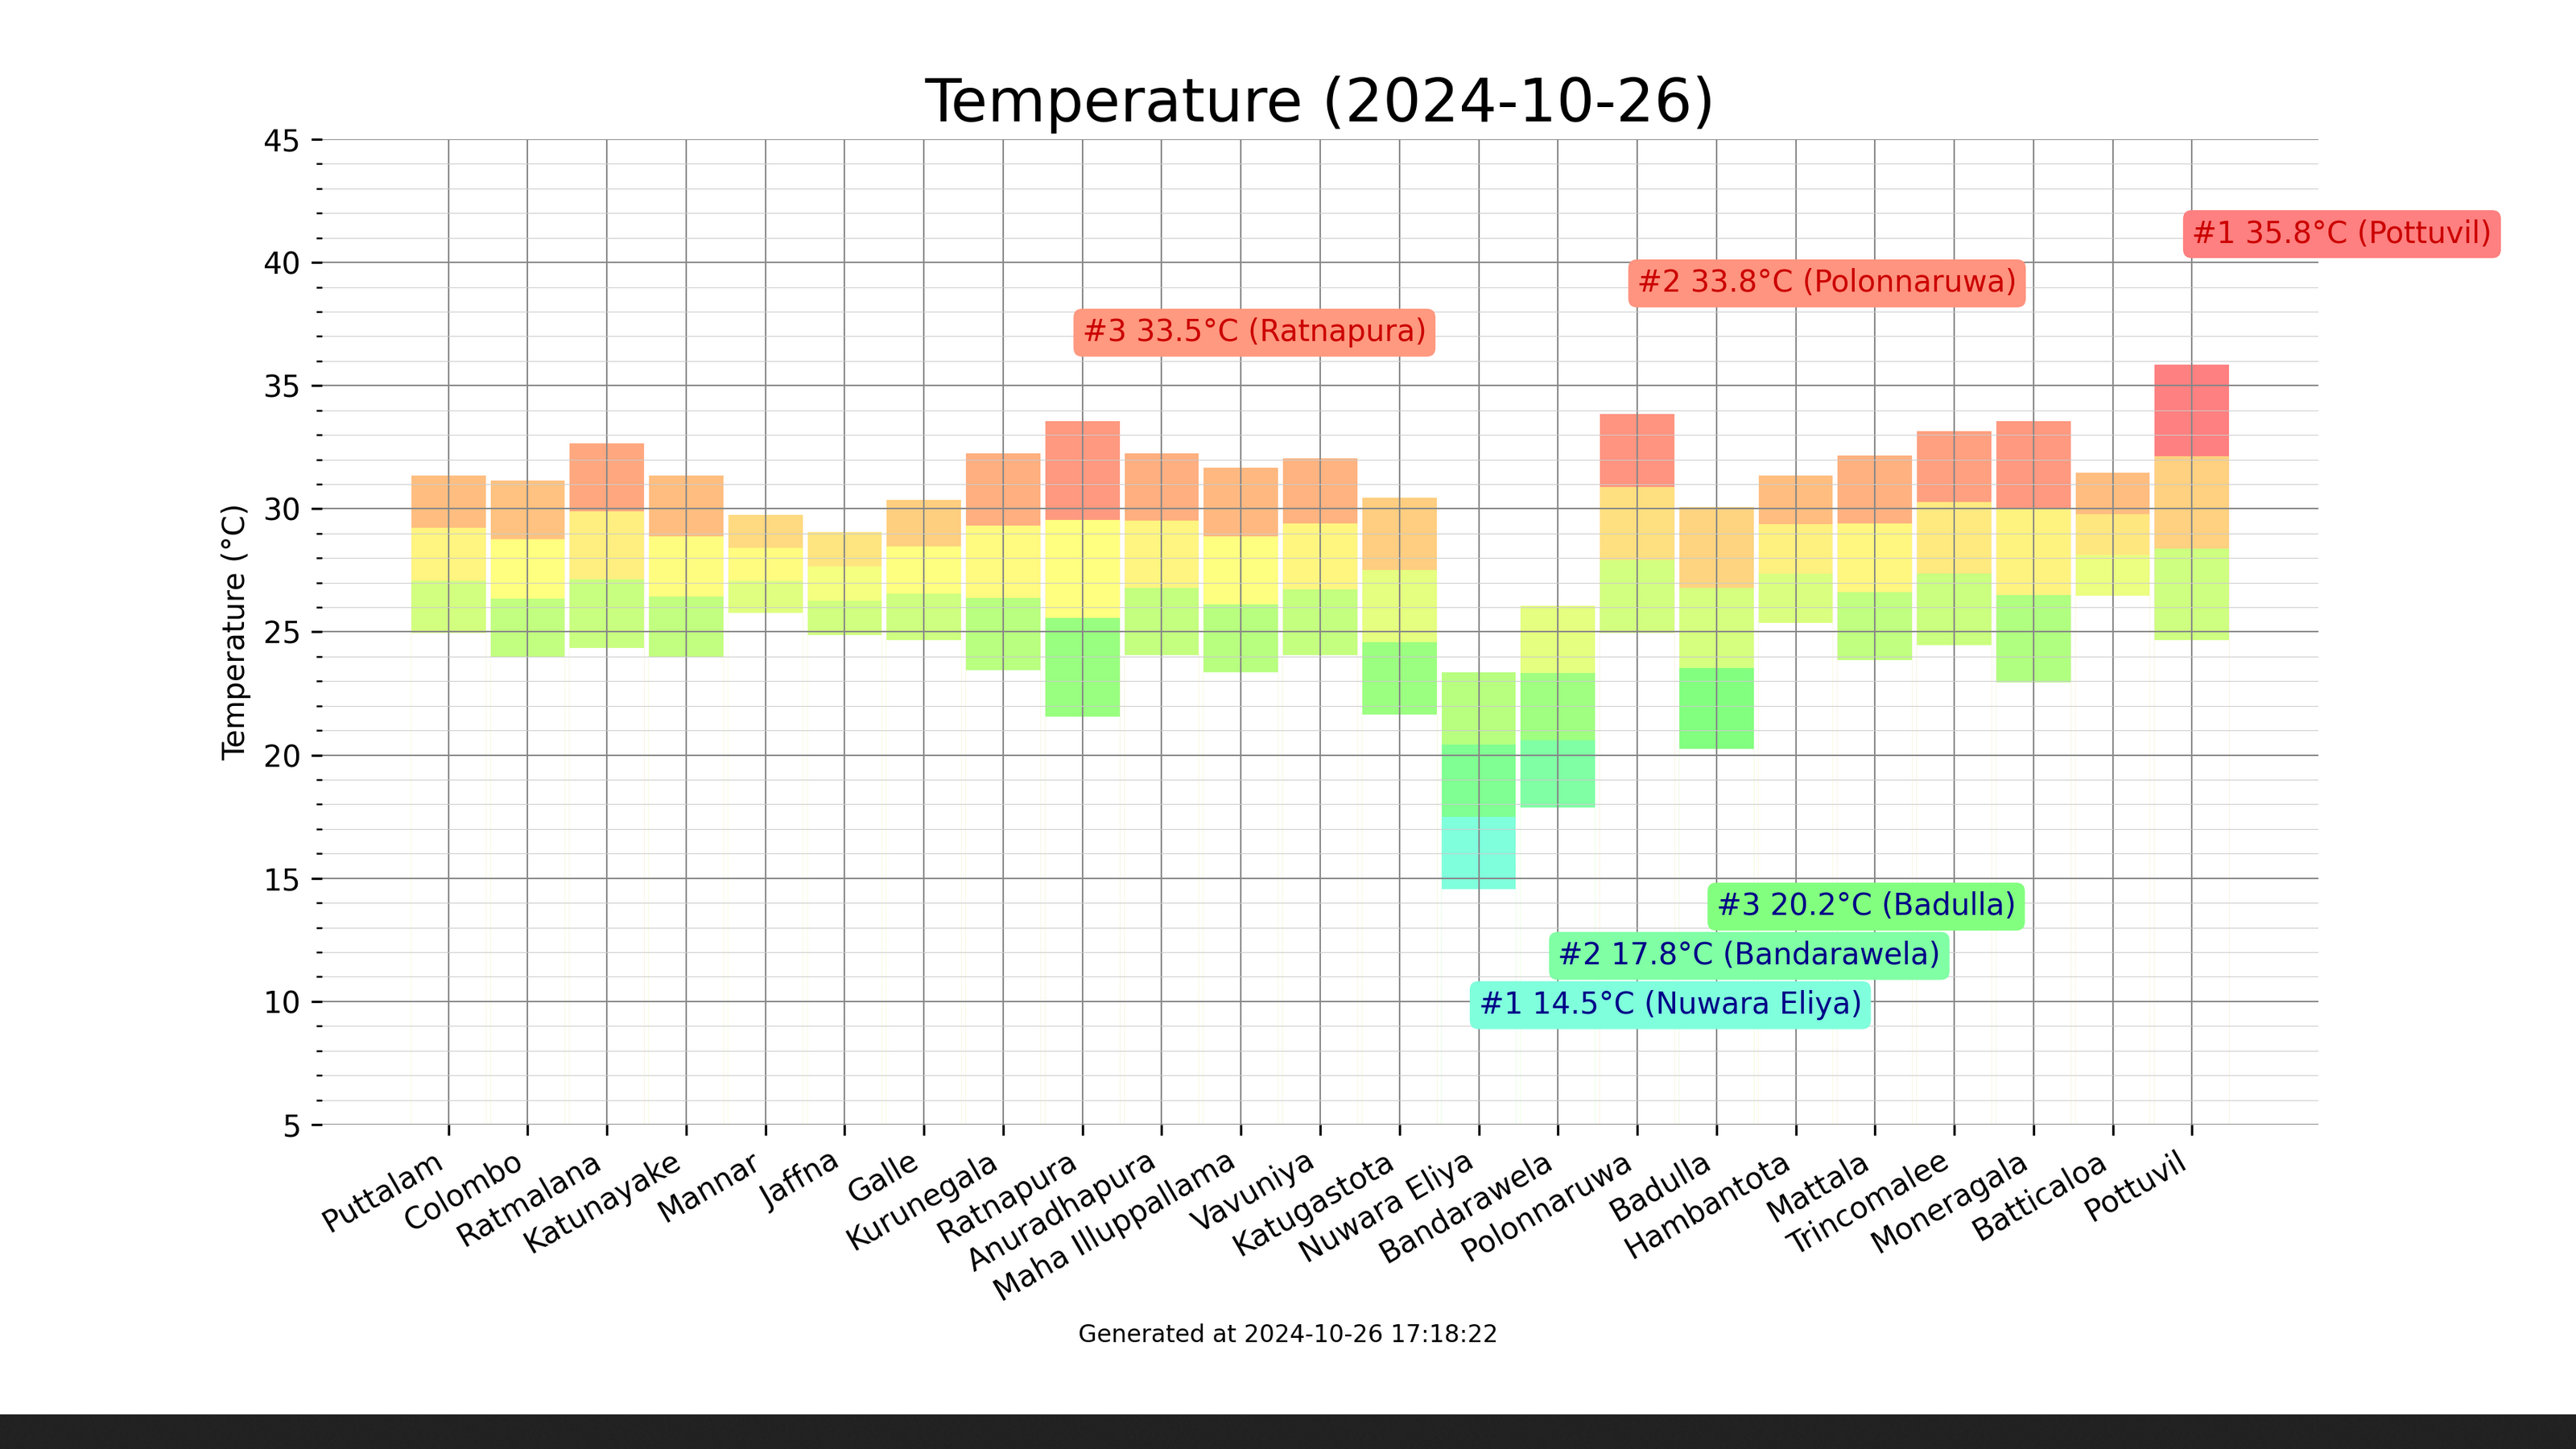 Temperature (2024-10-26)
45
40
35
30
25
20
15
10
5
Temperature (°C)
#1 35.8°C (Pottuvil)
#2 33.8°C (Polonnaruwa)
#3 33.5°C (Ratnapura)
#3 20.2°C (Badulla)
#2 17.8°C (Bandarawela)
#1 14.5°C (Nuwara Eliya)
Puttalam
Colombo
Ratmalana
Katunayake
Mannar
Jaffna
Galle
Kurunegala
Ratnapura
Anuradhapura
Maha Illuppallama
Vavuniya
Katugastota
Nuwara Eliya
Bandarawela
Polonnaruwa
Badulla
Hambantota
Mattala
Trincomalee
Moneragala
Batticaloa
Pottuvil
Generated at 2024-10-26 17:18:22